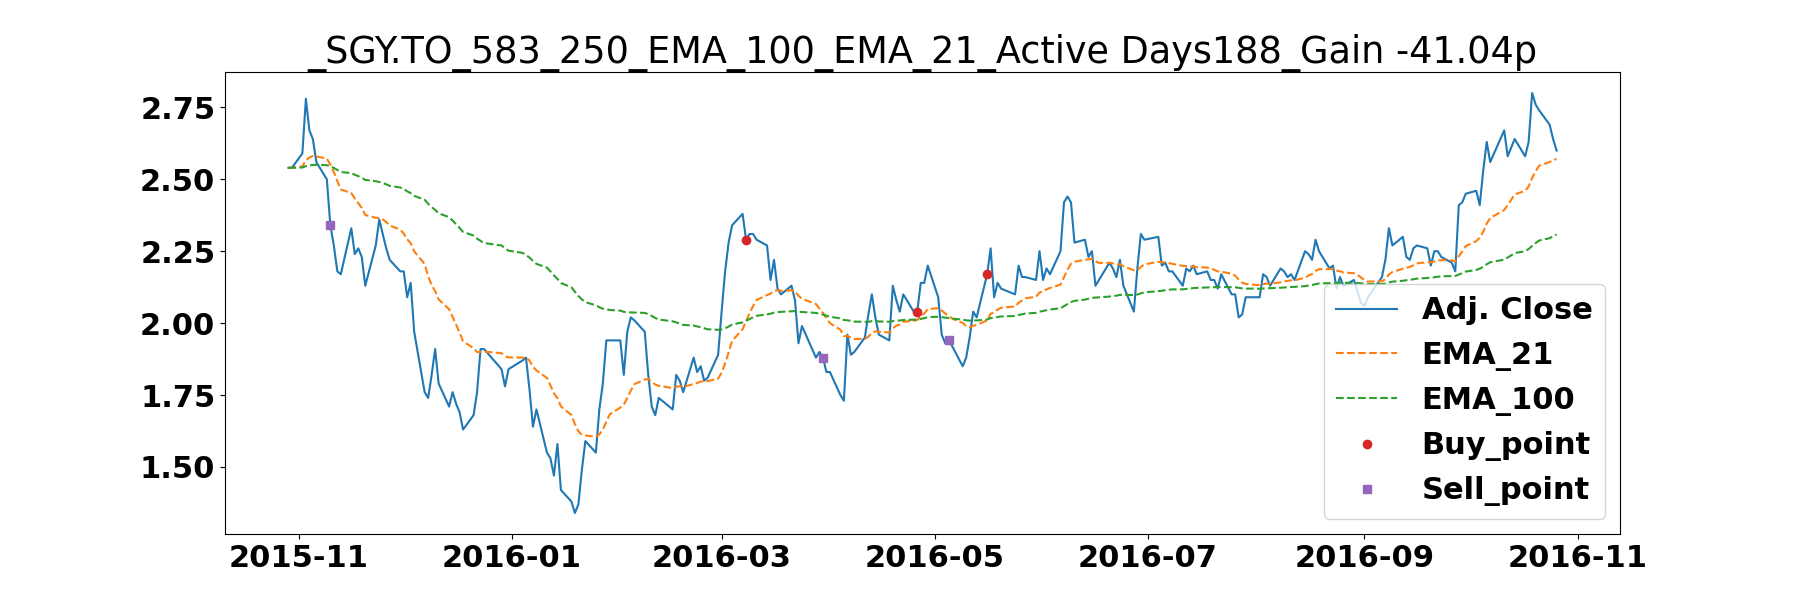 _SGY.TO_583_250_EMA_100_EMA_21_Active Days188_Gain -41.04p
2.75
2.50
2.25
2.00
1.75
1.50
2015-11 2016-01 2016-03 2016-05 2016-07 2016-09 2016-11
Adj. Close
EMA_21
EMA_100
Buy_point
Sell_point